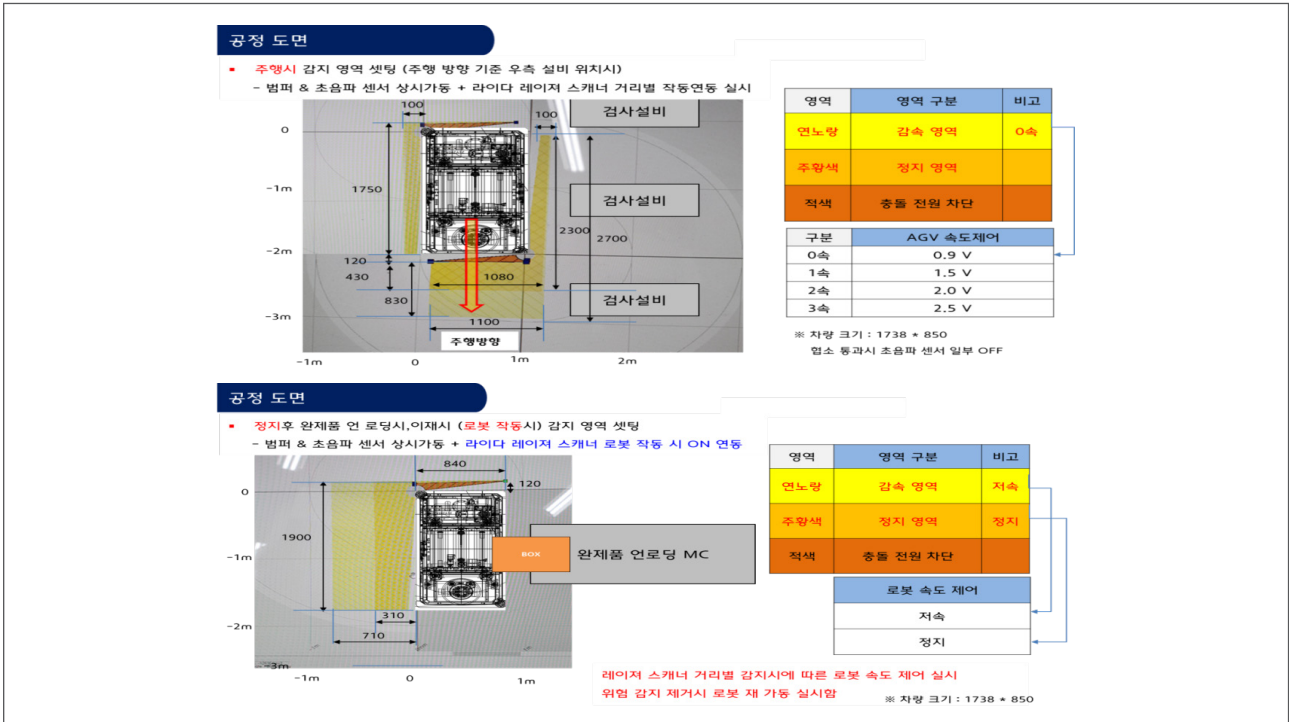 공정 도면
▪ 주행시 감지 영역 셋팅 (주행 방향 기준 우측 설비 위치시)
- 범퍼 & 초음파 센서 상시가동 + 라이다 레이져 스캐너 거리별 작동연동 실시
100
100
0
-1m
-2m
-3m
1750
120
430
830
1080
1100
2300
2700
검사설비
검사설비
검사설비
주행방향
-1m 0 1m 2m
영역 영역 구분 비고
연노랑 감속 영역 0속
주황색 정지 영역
적색 충돌 전원 차단
구분 AGV 속도제어
0속 0.9 V
1속 1.5 V
2속 2.0 V
3속 2.5 V
※ 차량 크기 : 1738 * 850
협소 통과시 초음파 센서 일부 OFF
공정 도면
▪ 정지후 완제품 언 로딩시,이재시 (로봇 작동시) 감지 영역 셋팅
- 범퍼 & 초음파 센서 상시가동 + 라이다 레이져 스캐너 로봇 작동 시 ON 연동
840
120
0
-1m
-2m
-3m
1900
310
710
BOX
완제품 언로딩 MC
-1m 0 1m
영역 영역 구분 비고
연노랑 감속 영역 저속
주황색 정지 영역 정지
적색 충돌 전원 차단
로봇 속도 제어
저속
정지
레이져 스캐너 거리별 감지시에 따른 로봇 속도 제어 실시
위험 감지 제거시 로봇 재 가동 실시함
※ 차량 크기 : 1738 * 850